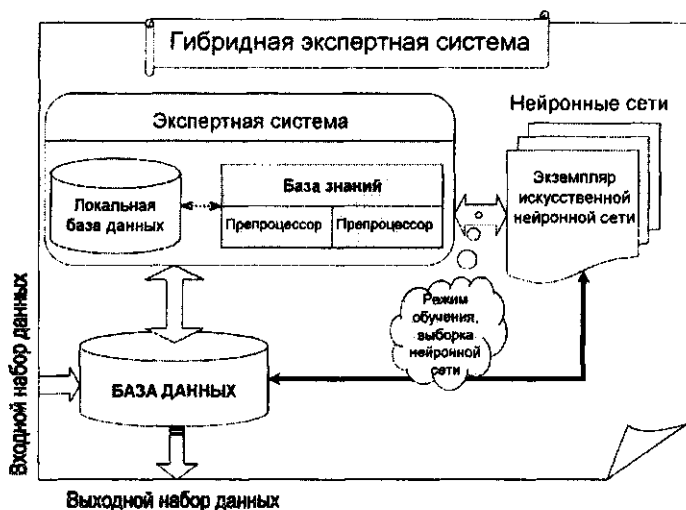 Гибридная экспертная система
Нейронные сети
Экспертная система
Экземпляр
искусственной
нейронной сети
База знаний
Локальная
база данных
Препроцессор
Препроцессор
Режим
обучения,
выборка
нейронной
сети
Входной набор данных
БАЗА ДАННЫХ
Выходной набор данных